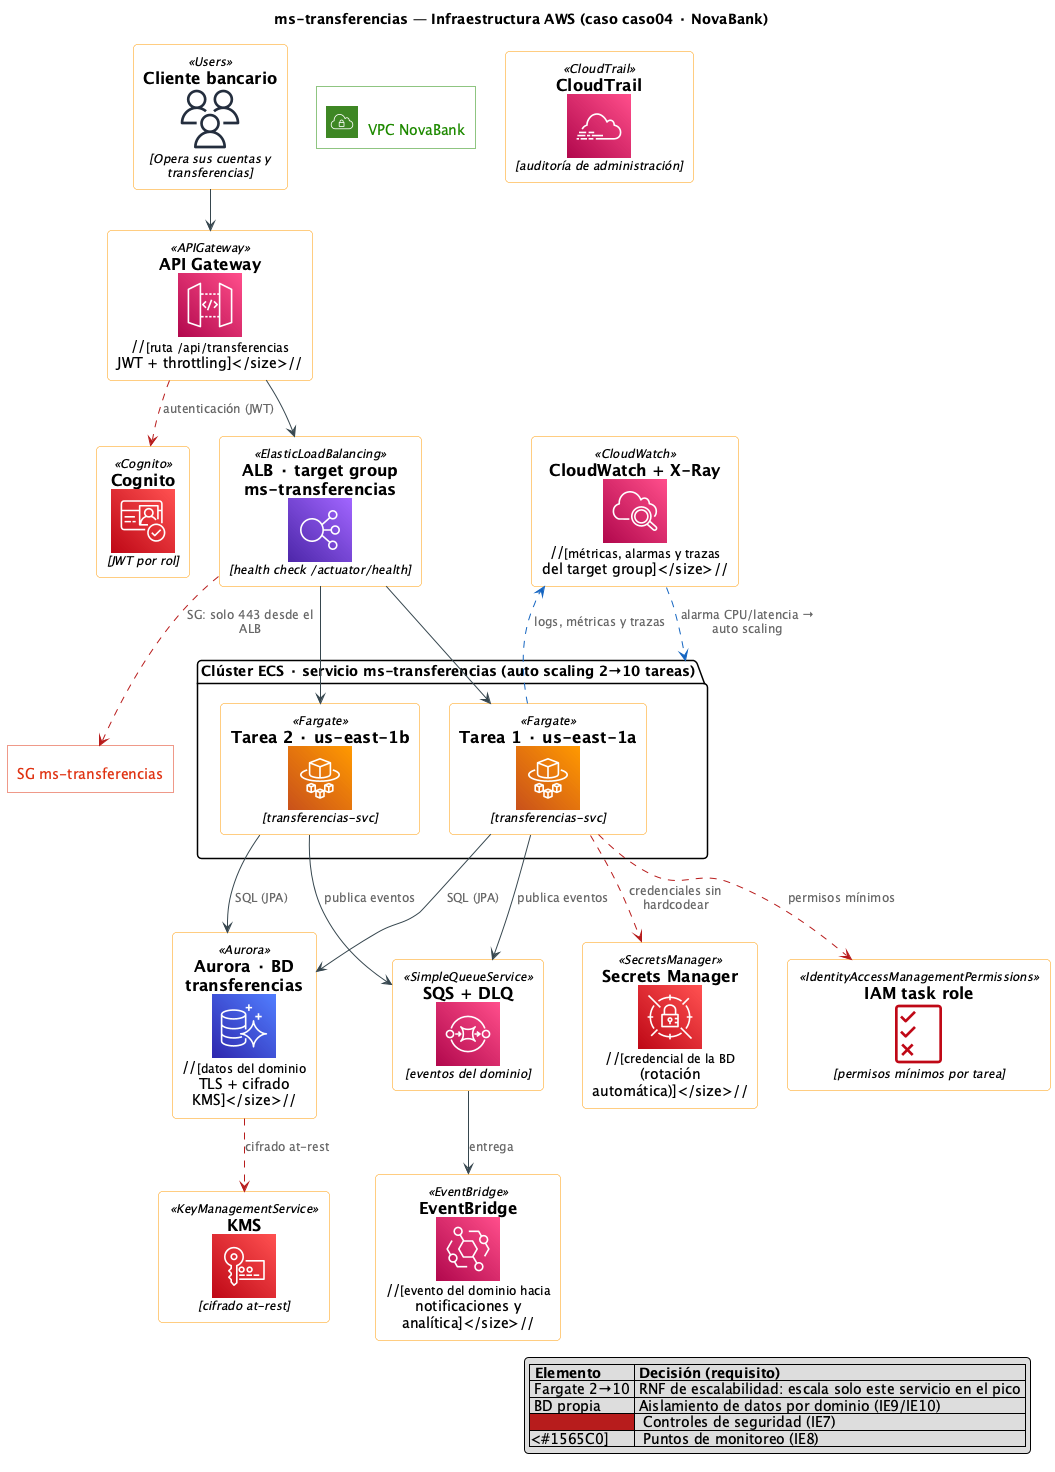 ms-transferencias — Infraestructura AWS (caso caso04 · NovaBank)
«Users»
Cliente bancario
[Opera sus cuentas y
transferencias]
VPC NovaBank
«CloudTrail»
CloudTrail
[auditoría de administración]
«APIGateway»
API Gateway
//[ruta /api/transferencias
JWT + throttling]</size>//
autenticación (JWT)
«Cognito»
Cognito
[JWT por rol]
«ElasticLoadBalancing»
ALB · target group
ms-transferencias
[health check /actuator/health]
«CloudWatch»
CloudWatch + X-Ray
//[métricas, alarmas y trazas
del target group]</size>//
SG: solo 443 desde el
ALB
logs, métricas y trazas
alarma CPU/latencia →
auto scaling
Clúster ECS · servicio ms-transferencias (auto scaling 2→10 tareas)
SG ms-transferencias
«Fargate»
Tarea 2 · us-east-1b
[transferencias-svc]
«Fargate»
Tarea 1 · us-east-1a
[transferencias-svc]
SQL (JPA)
publica eventos
SQL (JPA)
publica eventos
credenciales sin
hardcodear
permisos mínimos
«Aurora»
Aurora · BD
transferencias
//[datos del dominio
TLS + cifrado
KMS]</size>//
«SimpleQueueService»
SQS + DLQ
[eventos del dominio]
«SecretsManager»
Secrets Manager
//[credencial de la BD
(rotación
automática)]</size>//
«IdentityAccessManagementPermissions»
IAM task role
[permisos mínimos por tarea]
cifrado at-rest
entrega
«KeyManagementService»
KMS
[cifrado at-rest]
«EventBridge»
EventBridge
//[evento del dominio hacia
notificaciones y
analítica]</size>//
Elemento Decisión (requisito)
Fargate 2→10 RNF de escalabilidad: escala solo este servicio en el pico
BD propia Aislamiento de datos por dominio (IE9/IE10)
Controles de seguridad (IE7)
<#1565C0] Puntos de monitoreo (IE8)